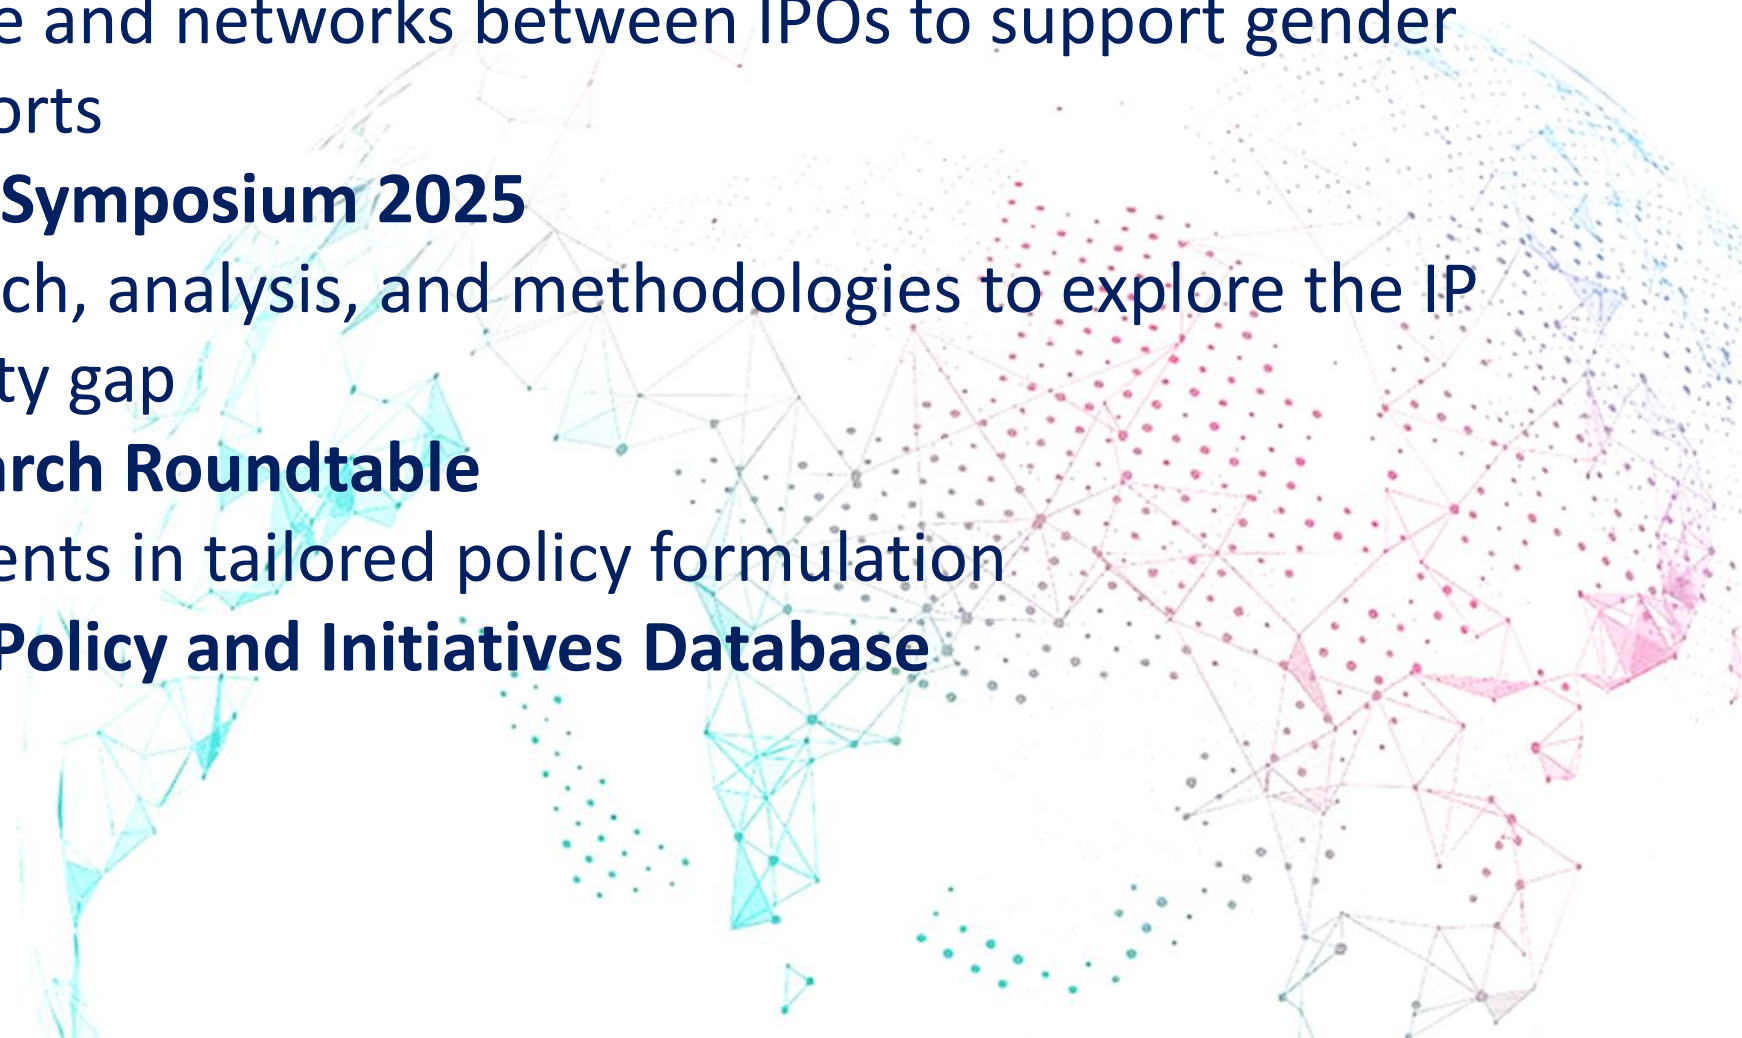 e and networks between IPOs to support gender
orts
Symposium 2025
ch, analysis, and methodologies to explore the IP
ty gap
arch Roundtable
ents in tailored policy formulation
Policy and Initiatives Database